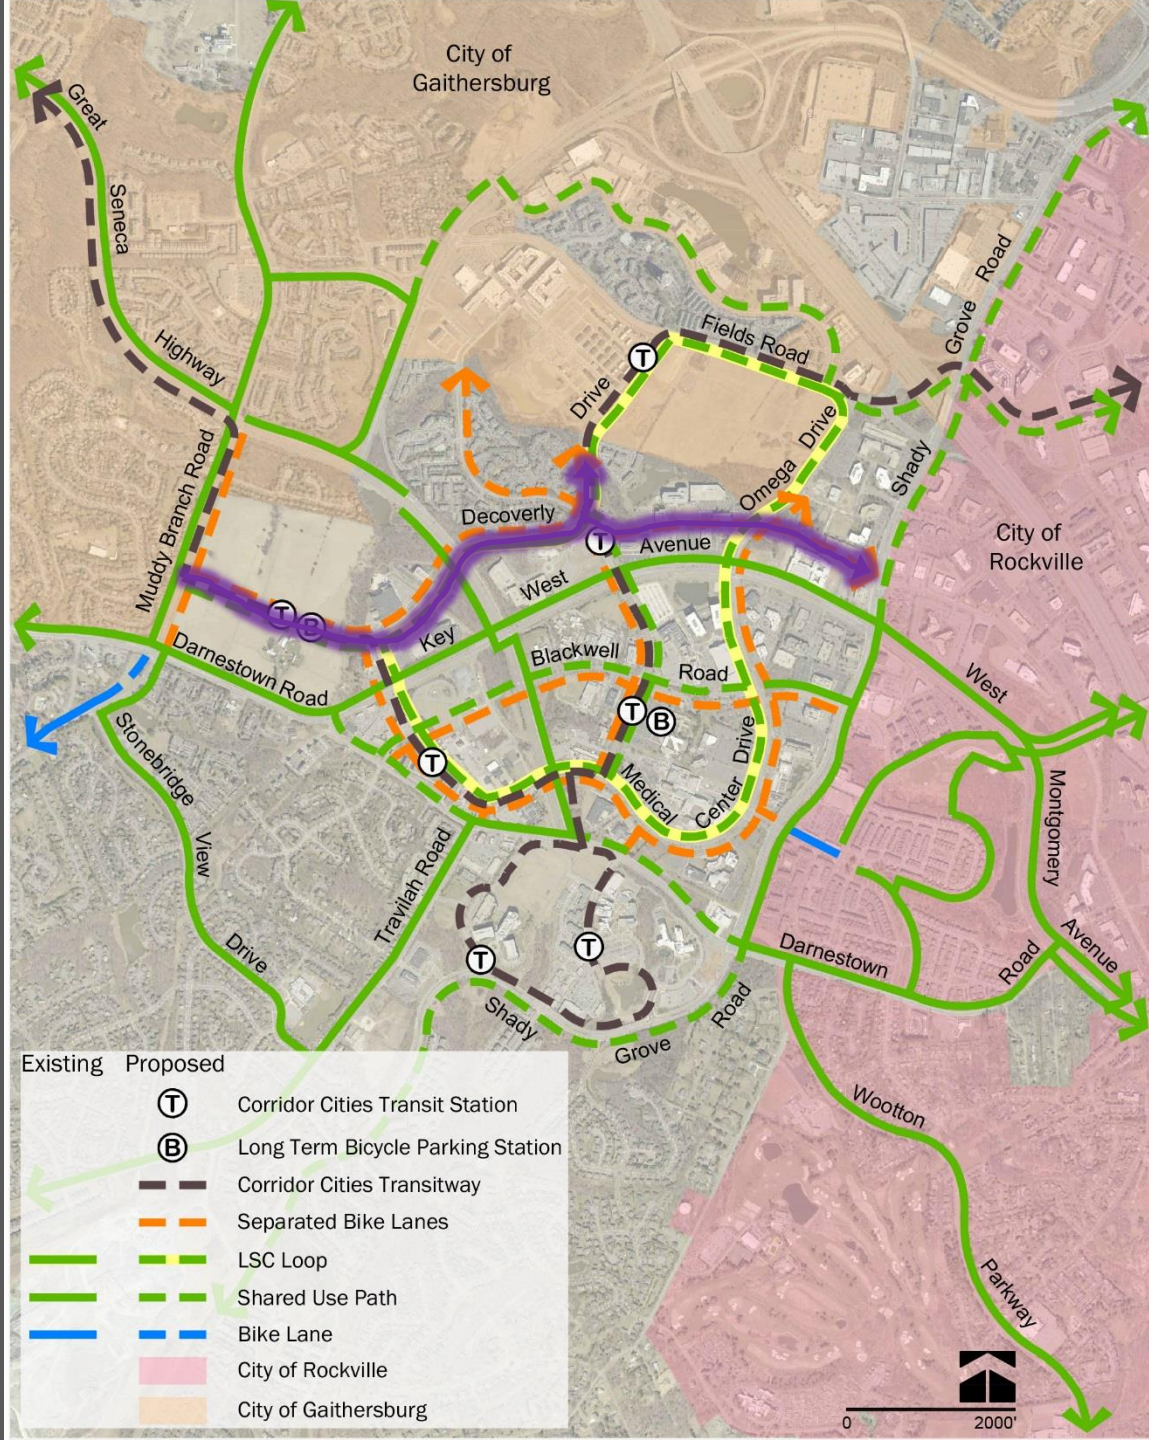 City of
Gaithersburg
Great
Seneca
Highway
Grove Road
Fields Road
T
Drive
Omega Drive
Shady
Muddy Branch Road
Decoverly
T
Avenue
West
City of
Rockville
T
B
Key
Darnestown Road
Blackwell
Road
West
T
B
Stonebridge
View
Drive
T
Medical
Center Drive
Montgomery
Avenue
Travilah Road
T
T
Darnestown
Road
Shady
Grove
Road
Wootton
Parkway
Existing Proposed
T Corridor Cities Transit Station
B Long Term Bicycle Parking Station
Corridor Cities Transitway
Separated Bike Lanes
LSC Loop
Shared Use Path
Bike Lane
City of Rockville
City of Gaithersburg
0 2000'